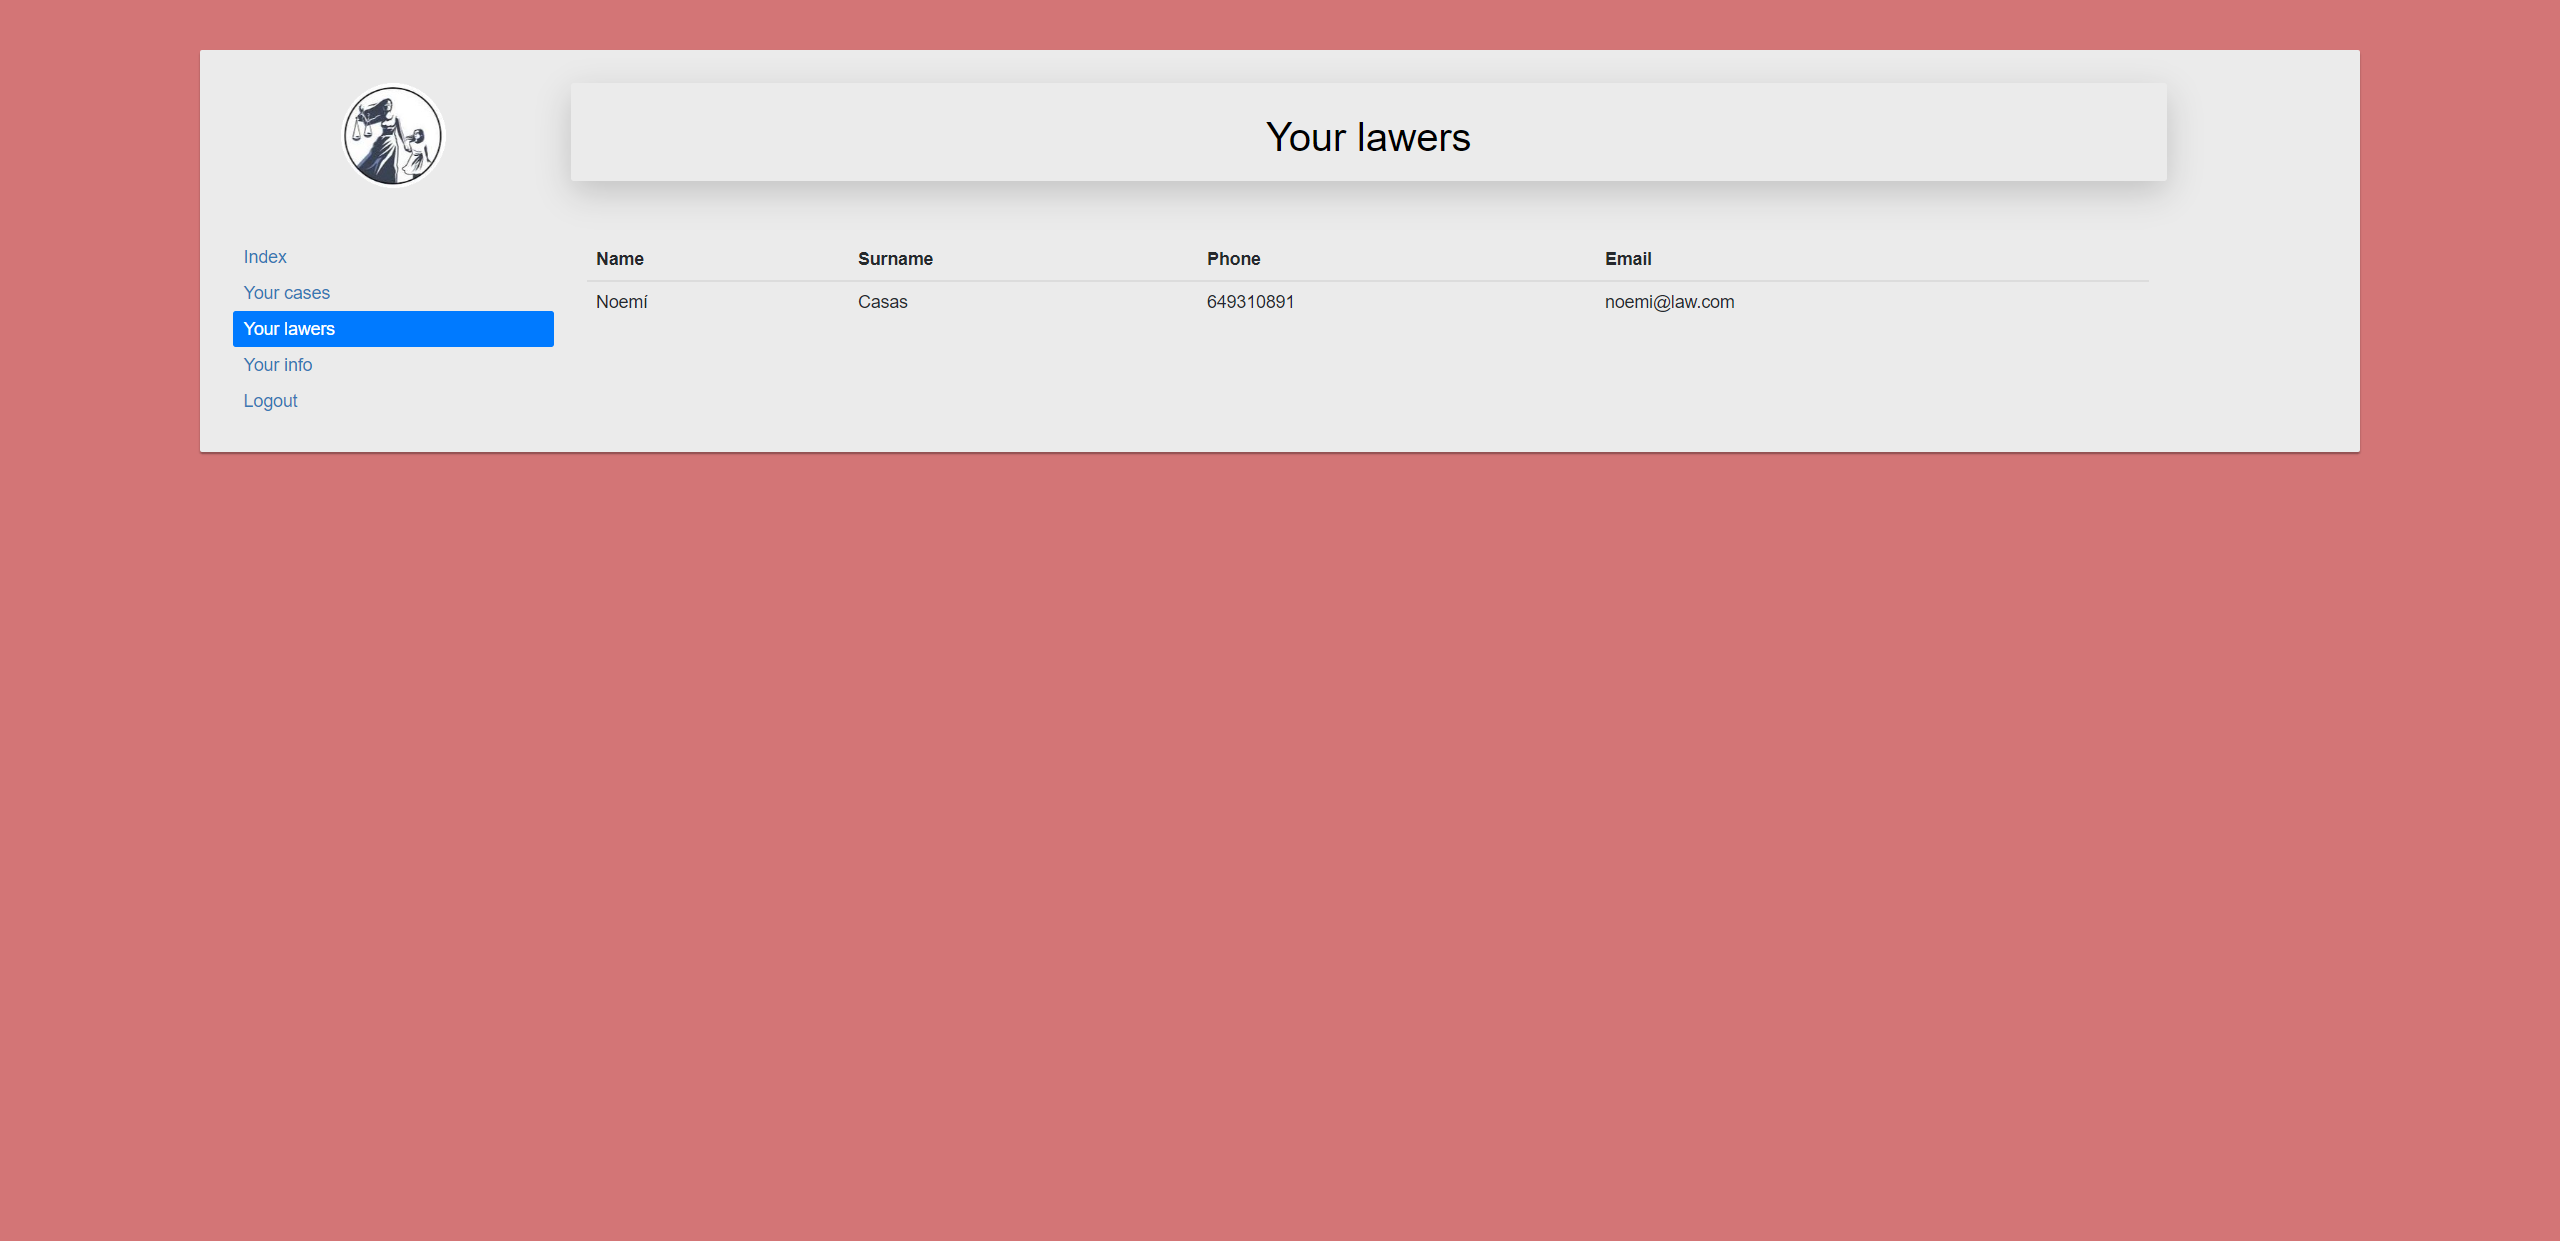 Your lawers
Index
Your cases
Your lawers
Your info
Logout
Name Surname Phone Email
Noemí Casas 649310891 noemi@law.com